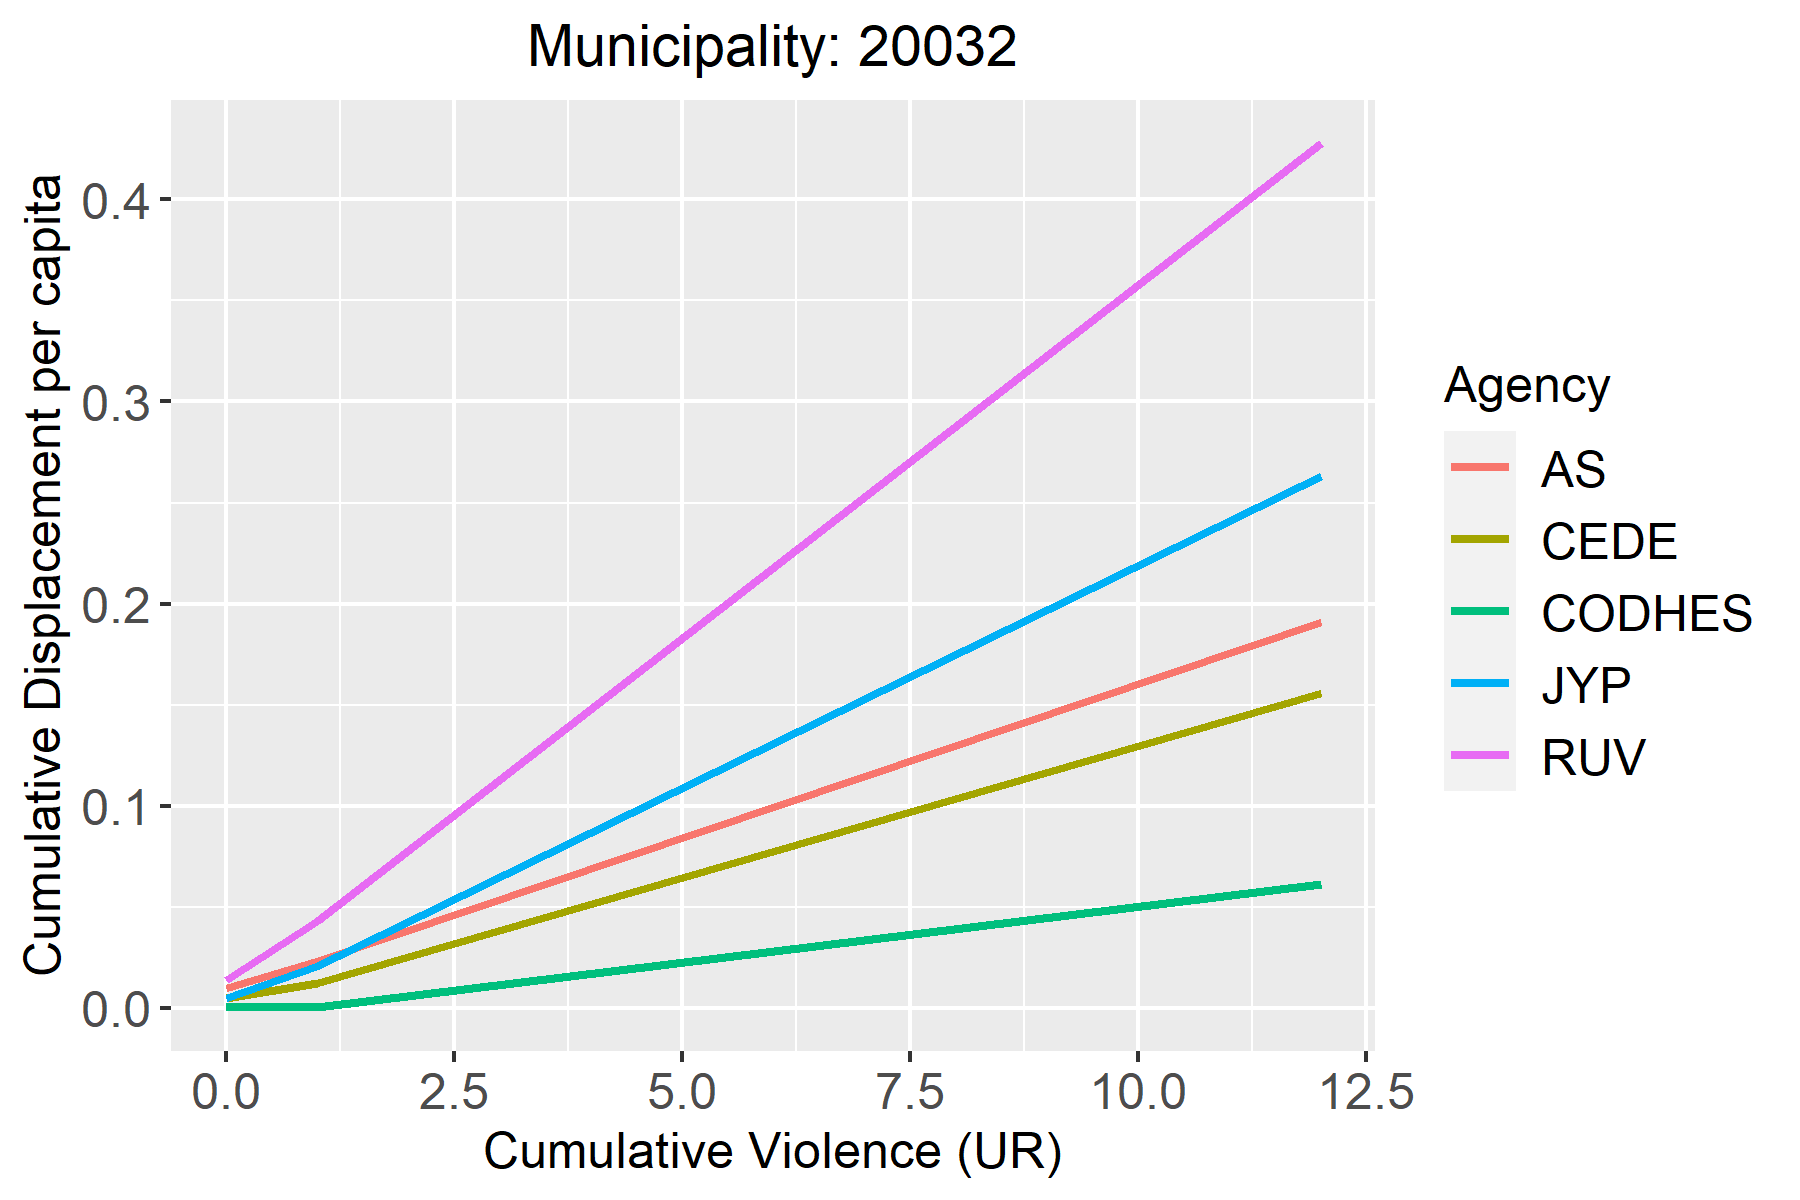 Municipality: 20032
Cumulative Displacement per capita
0.4
0.3
0.2
0.1
0.0
0.0 2.5 5.0 7.5 10.0 12.5
Cumulative Violence (UR)
Agency
AS
CEDE
CODHES
JYP
RUV